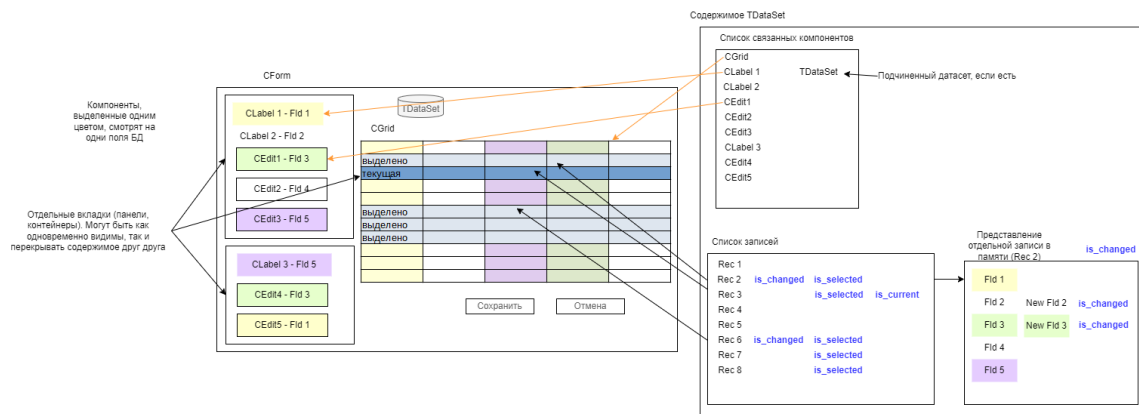 Содержимое TDataSet
Список связанных компонентов
CGrid
CLabel 1
TDataSet
Подчиненный датасет, если есть
CLabel 2
CEdit1
CEdit2
CEdit3
CLabel 3
CEdit4
CEdit5
CForm
Компоненты,
выделенные одним
цветом, смотрят на
одни поля БД
CLabel 1 - Fld 1
CLabel 2 - Fld 2
CEdit1 - Fld 3
CEdit2 - Fld 4
CEdit3 - Fld 5
TDataSet
CGrid
выделено
текущая
выделено
выделено
выделено
Отдельные вкладки (панели,
контейнеры). Могут быть как
одновременно видимы, так и
перекрывать содержимое друг друга
CLabel 3 - Fld 5
CEdit4 - Fld 3
CEdit5 - Fld 1
Сохранить
Отмена
Список записей
Rec 1
Rec 2 is_changed is_selected
Rec 3 is_selected is_current
Rec 4
Rec 5
Rec 6 is_changed is_selected
Rec 7 is_selected
Rec 8 is_selected
Представление
отдельной записи в
памяти (Rec 2)
is_changed
Fld 1
Fld 2 New Fld 2 is_changed
Fld 3 New Fld 3 is_changed
Fld 4
Fld 5